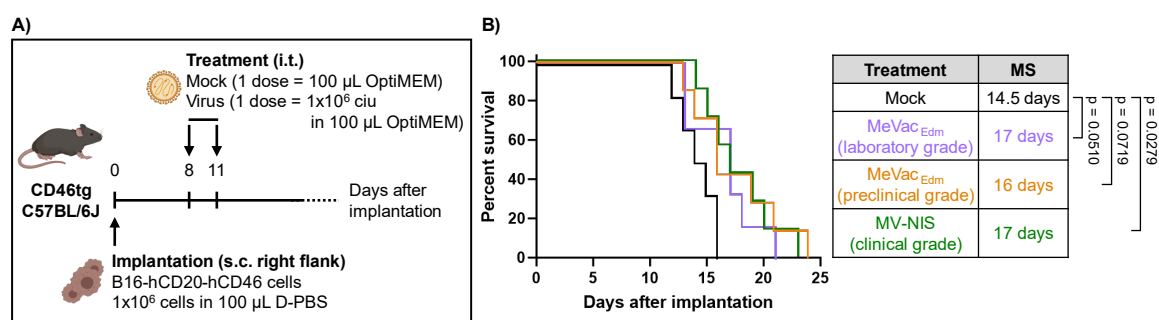 A)
Treatment (i.t.)
Mock (1 dose = 100 µL OptiMEM)
Virus (1 dose = 1x10⁶ ciu
in 100 µL OptiMEM)
0
8
11
CD46tg
C57BL/6J
Days after
implantation
Implantation (s.c. right flank)
B16-hCD20-hCD46 cells
1x10⁶ cells in 100 µL D-PBS
B)
Percent survival
100
80
60
40
20
0
0 5 10 15 20 25
Days after implantation
Treatment MS
Mock 14.5 days
MeVac Edm
(laboratory grade) 17 days
MeVac Edm
(preclinical grade) 16 days
MV-NIS
(clinical grade) 17 days
p = 0.0510
p = 0.0719
p = 0.0279